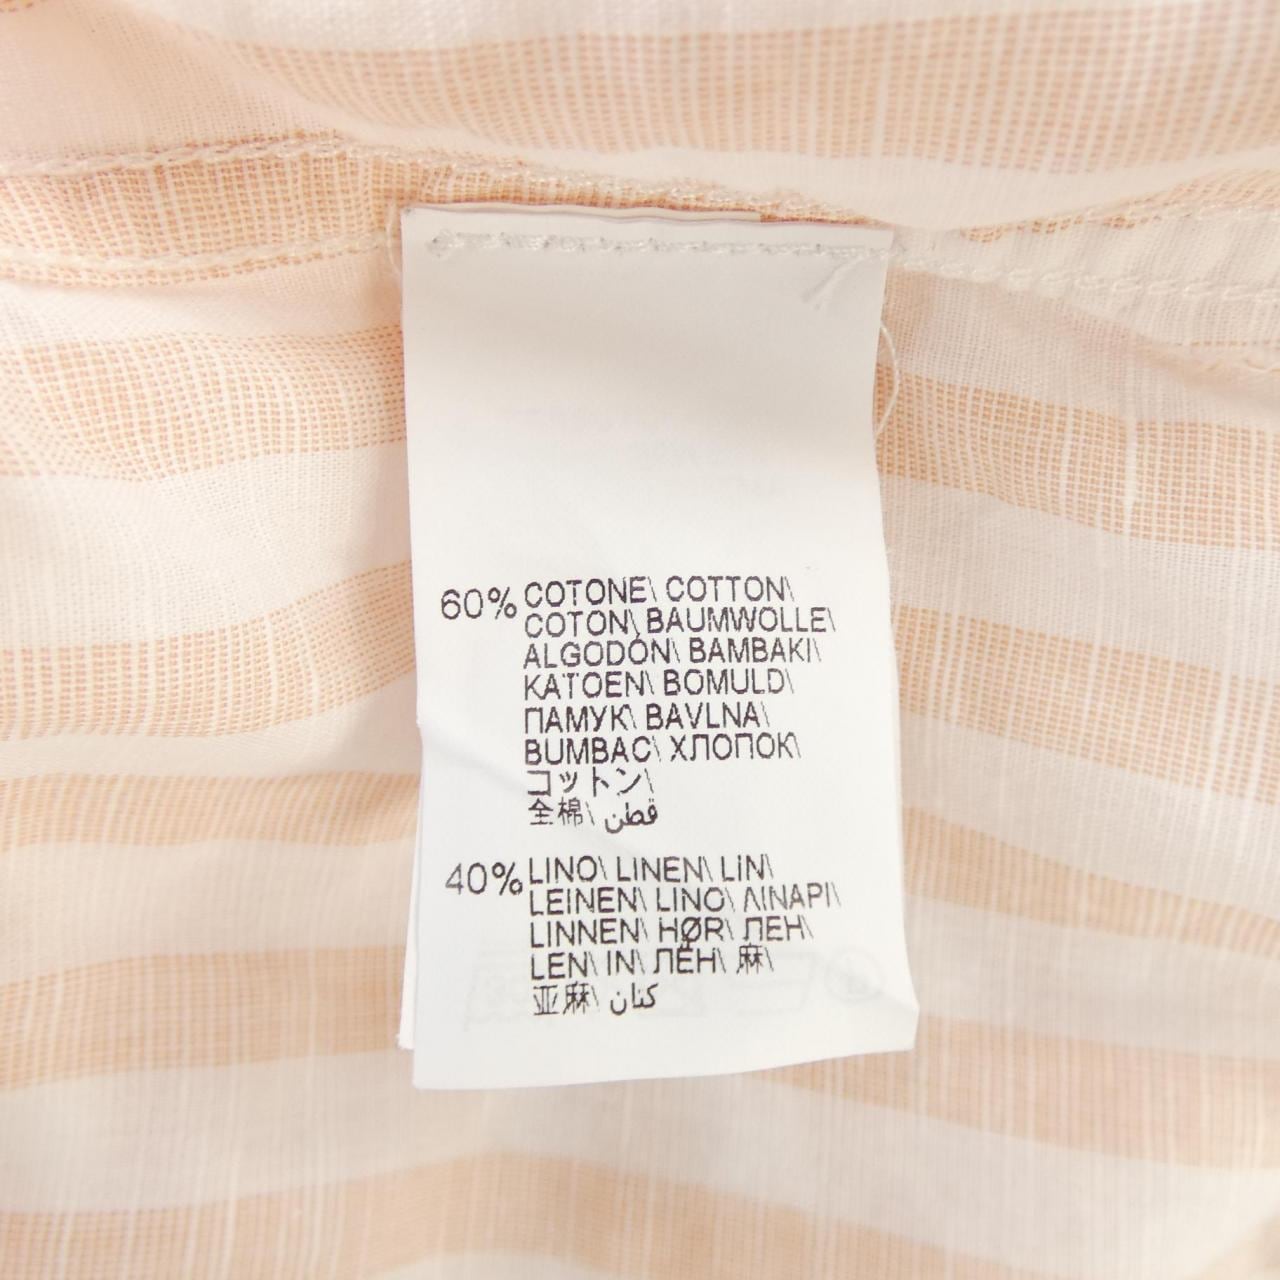 60% COTONE\ COTTON\
COTON\ BAUMWOLLE\
ALGODÓN\ BAMBAKI\
KATOEN\ BOMULD\
ПАМУК\ BAVLNA\
BUMBAC\ ХЛОПОК\
コットン\
全棉\ قطن
40% LINO\ LINEN\ LIN\
LEINEN\ LINO\ ΛINAPI\
LINNEN\ HØR\ ЛЕН\
LEN\ IN\ ЛЁН\ 麻\
亚麻\ كتان